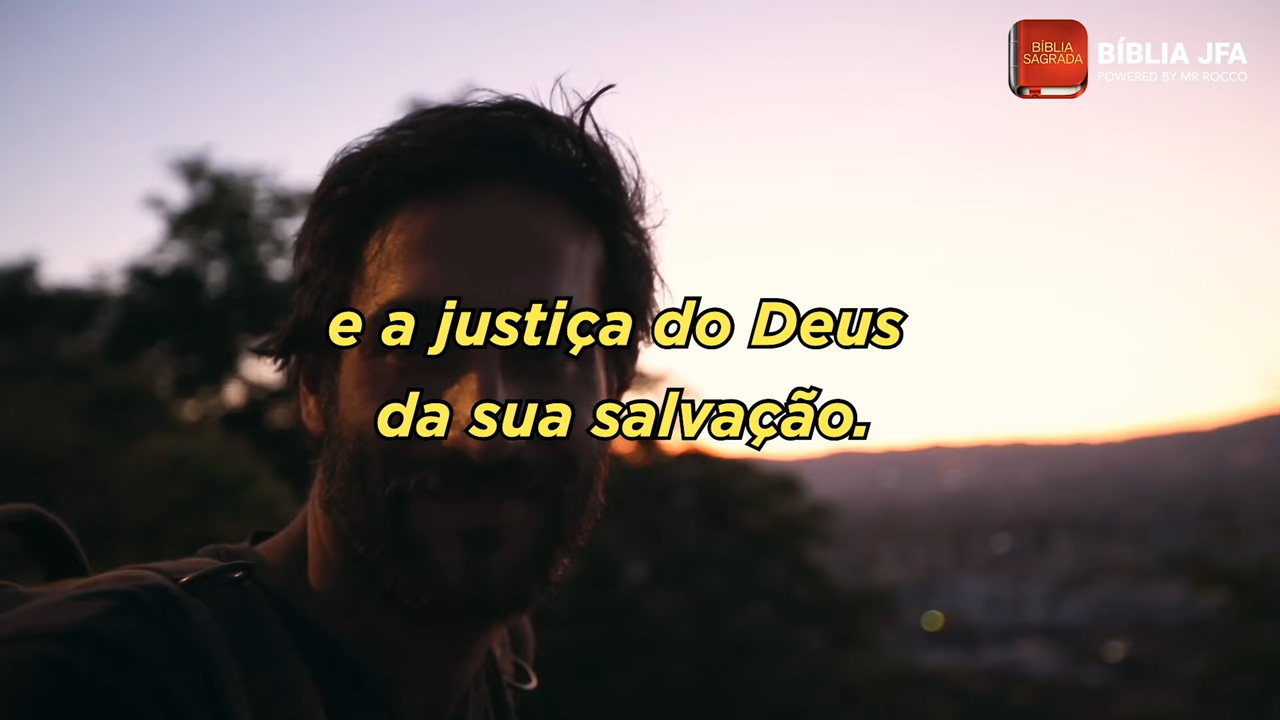 BÍBLIA
SAGRADA
BÍBLIA JFA
POWERED BY MR ROCCO
e a justiça do Deus
da sua salvação.